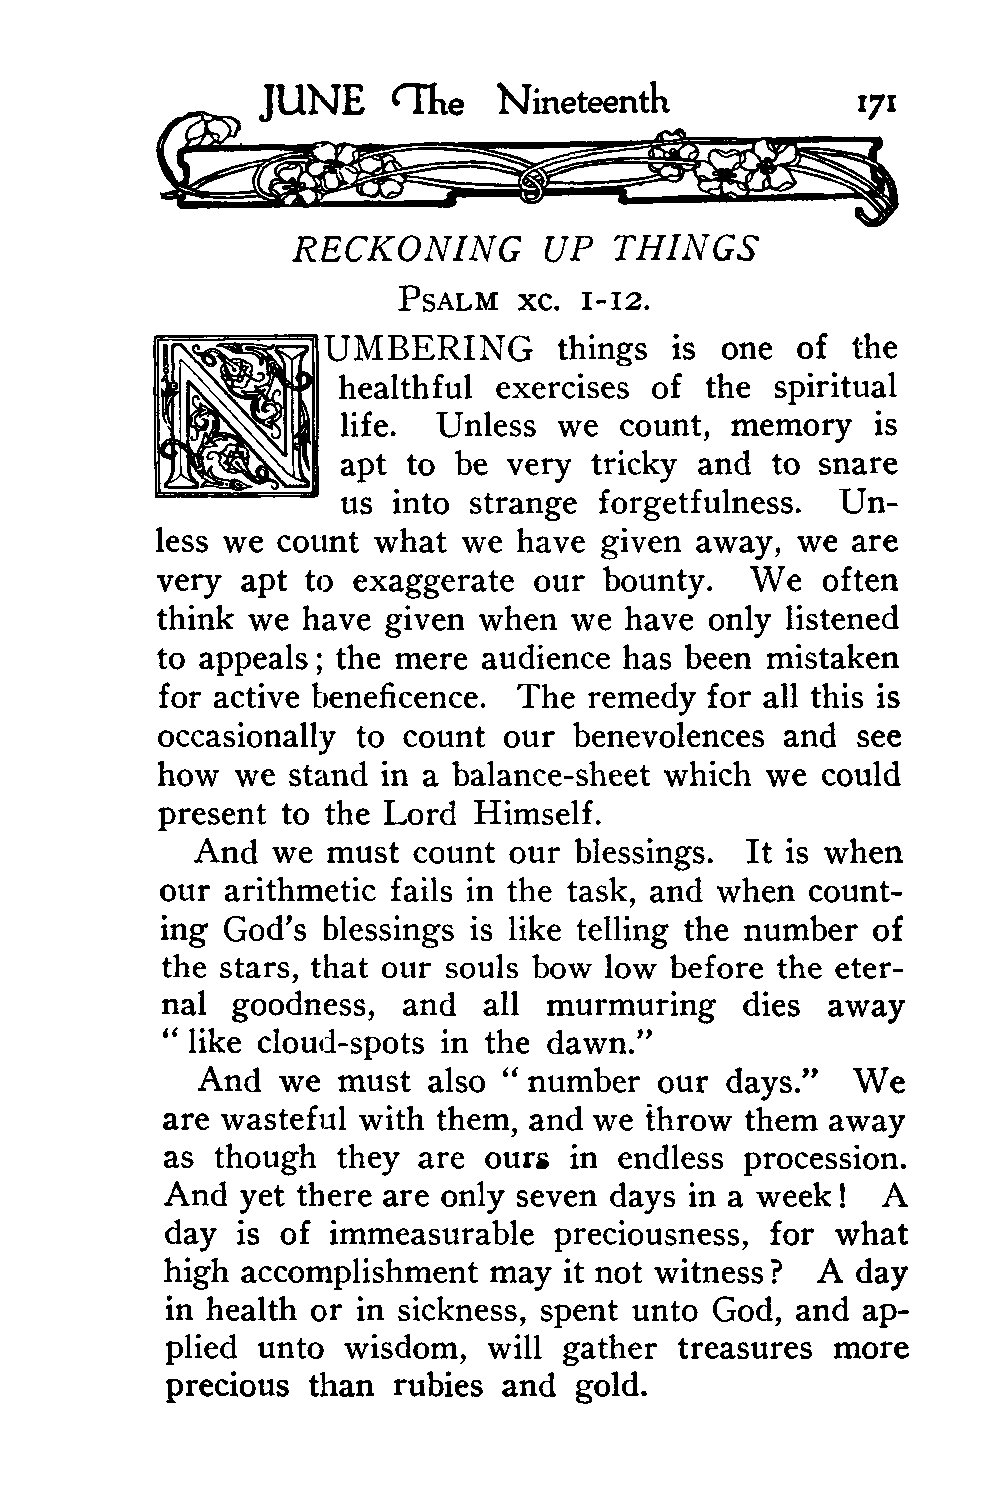 JUNE The Nineteenth 171
RECKONING UP THINGS
PSALM XC. 1-12.
NUMBERING things is one of the
healthful exercises of the spiritual
life. Unless we count, memory is
apt to be very tricky and to snare
us into strange forgetfulness. Un-
less we count what we have given away, we are
very apt to exaggerate our bounty. We often
think we have given when we have only listened
to appeals; the mere audience has been mistaken
for active beneficence. The remedy for all this is
occasionally to count our benevolences and see
how we stand in a balance-sheet which we could
present to the Lord Himself.
And we must count our blessings. It is when
our arithmetic fails in the task, and when count-
ing God's blessings is like telling the number of
the stars, that our souls bow low before the eter-
nal goodness, and all murmuring dies away
"like cloud-spots in the dawn."
And we must also "number our days." We
are wasteful with them, and we throw them away
as though they are ours in endless procession.
And yet there are only seven days in a week! A
day is of immeasurable preciousness, for what
high accomplishment may it not witness? A day
in health or in sickness, spent unto God, and ap-
plied unto wisdom, will gather treasures more
precious than rubies and gold.